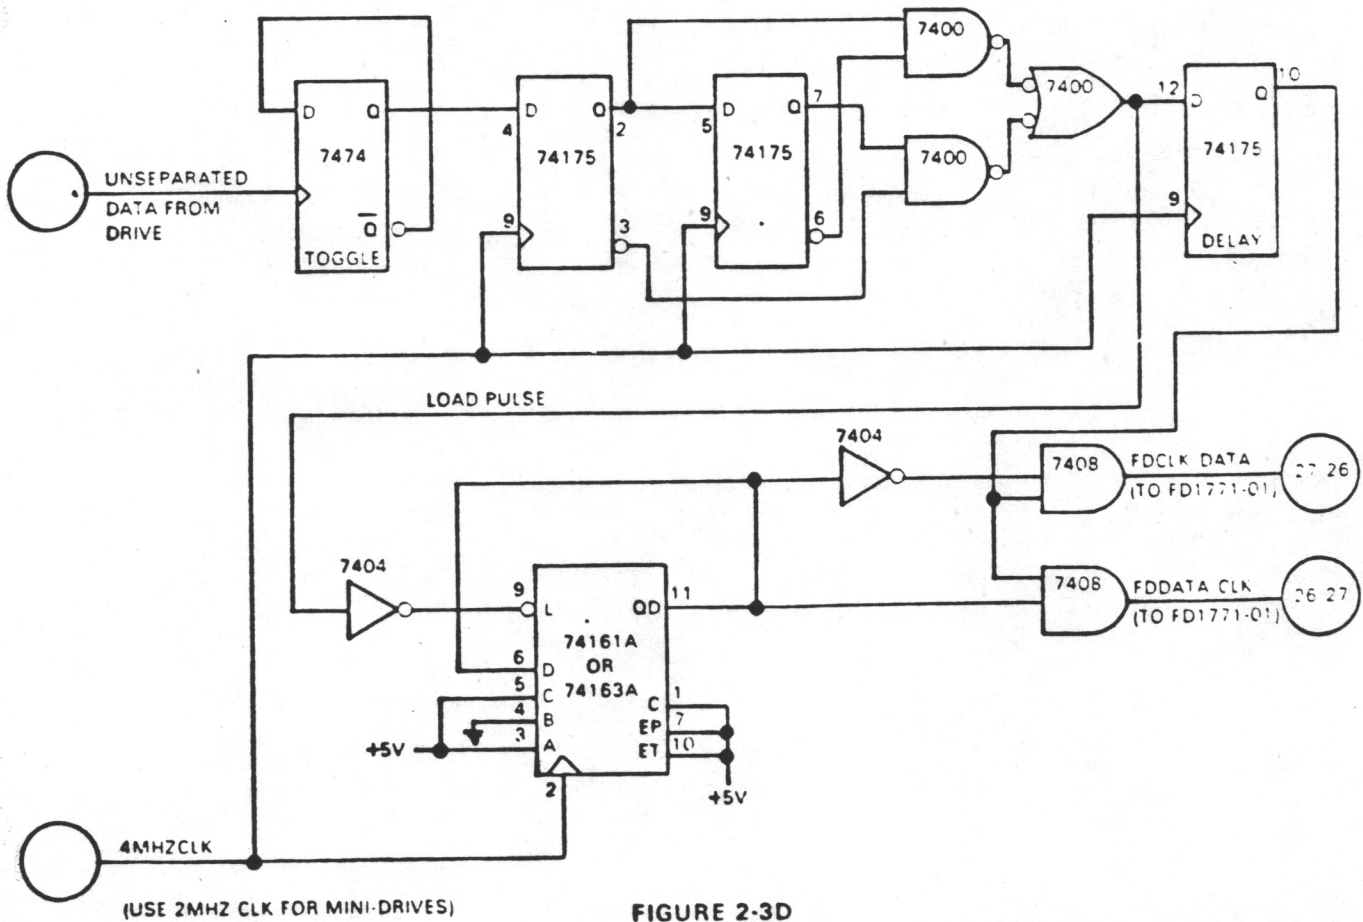 7400
10
D Q
7474
Q
TOGGLE
UNSEPARATED
DATA FROM
DRIVE
D Q
4 2
74175
9 3
D Q
5 7
74175
9 6
7400
7400
12 D Q
74175
9
DELAY
LOAD PULSE
7404
7408
FDCLK DATA
(TO FD1771-01)
27 26
7404
9 L QD 11
74161A
OR
74163A
6 D
5 C
4 B
3 A
C 1
EP 7
ET 10
2
+5V
+5V
7408
FDDATA CLK
(TO FD1771-01)
26 27
4MHZCLK
(USE 2MHZ CLK FOR MINI-DRIVES)
FIGURE 2-3D